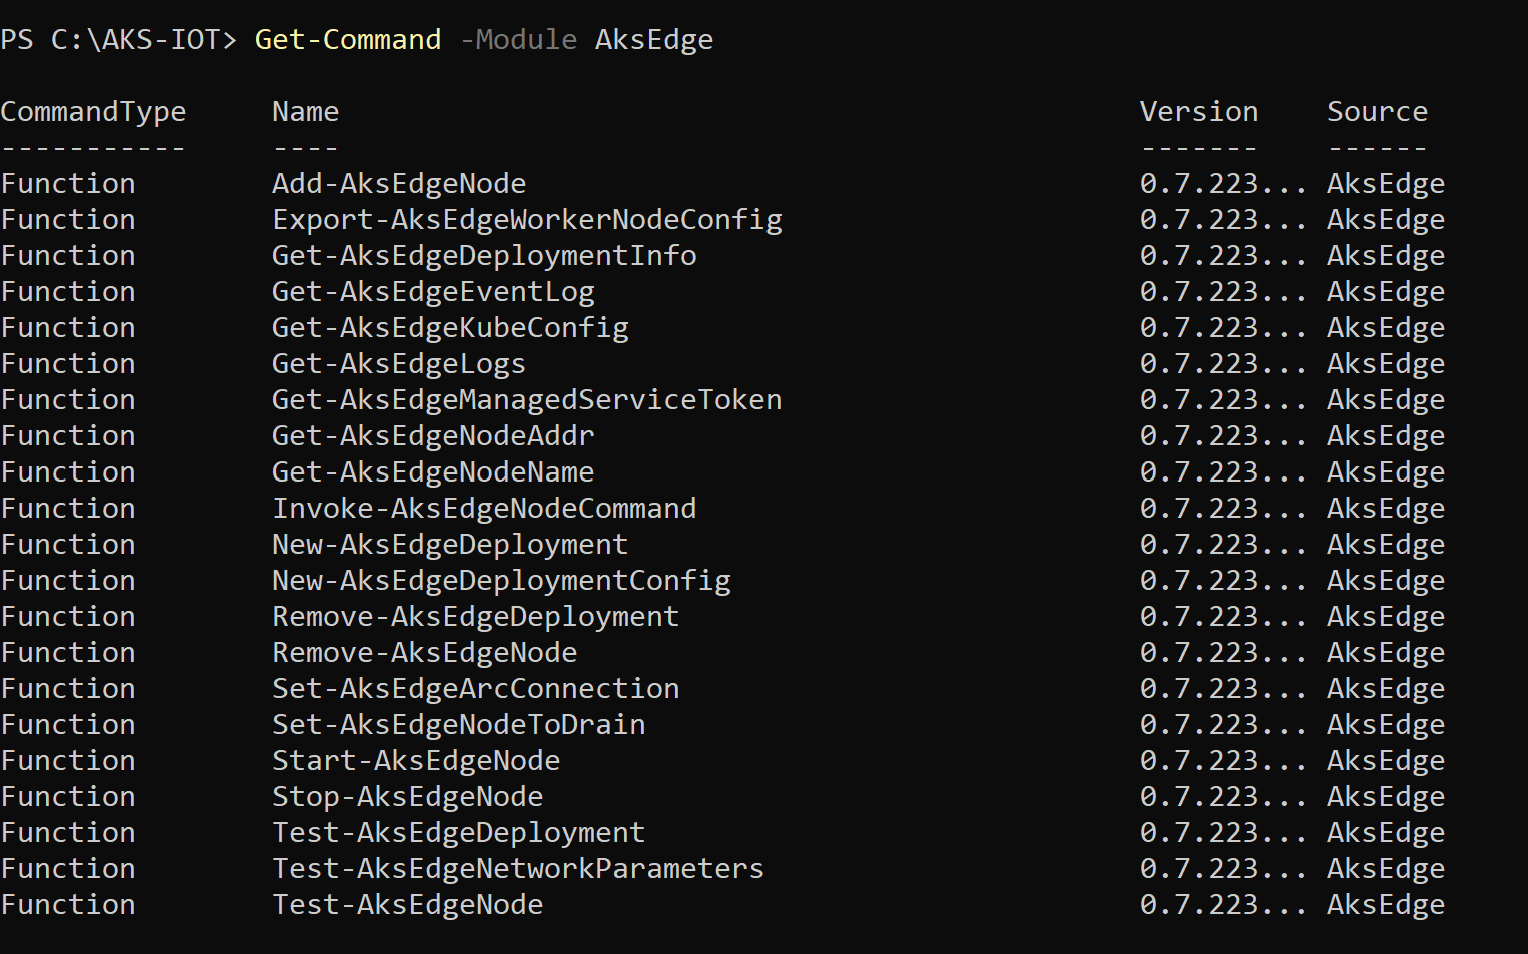 PS C:\AKS-IOT> Get-Command -Module AksEdge
CommandType Name Version Source
----------- ---- ------- ------
Function Add-AksEdgeNode 0.7.223... AksEdge
Function Export-AksEdgeWorkerNodeConfig 0.7.223... AksEdge
Function Get-AksEdgeDeploymentInfo 0.7.223... AksEdge
Function Get-AksEdgeEventLog 0.7.223... AksEdge
Function Get-AksEdgeKubeConfig 0.7.223... AksEdge
Function Get-AksEdgeLogs 0.7.223... AksEdge
Function Get-AksEdgeManagedServiceToken 0.7.223... AksEdge
Function Get-AksEdgeNodeAddr 0.7.223... AksEdge
Function Get-AksEdgeNodeName 0.7.223... AksEdge
Function Invoke-AksEdgeNodeCommand 0.7.223... AksEdge
Function New-AksEdgeDeployment 0.7.223... AksEdge
Function New-AksEdgeDeploymentConfig 0.7.223... AksEdge
Function Remove-AksEdgeDeployment 0.7.223... AksEdge
Function Remove-AksEdgeNode 0.7.223... AksEdge
Function Set-AksEdgeArcConnection 0.7.223... AksEdge
Function Set-AksEdgeNodeToDrain 0.7.223... AksEdge
Function Start-AksEdgeNode 0.7.223... AksEdge
Function Stop-AksEdgeNode 0.7.223... AksEdge
Function Test-AksEdgeDeployment 0.7.223... AksEdge
Function Test-AksEdgeNetworkParameters 0.7.223... AksEdge
Function Test-AksEdgeNode 0.7.223... AksEdge